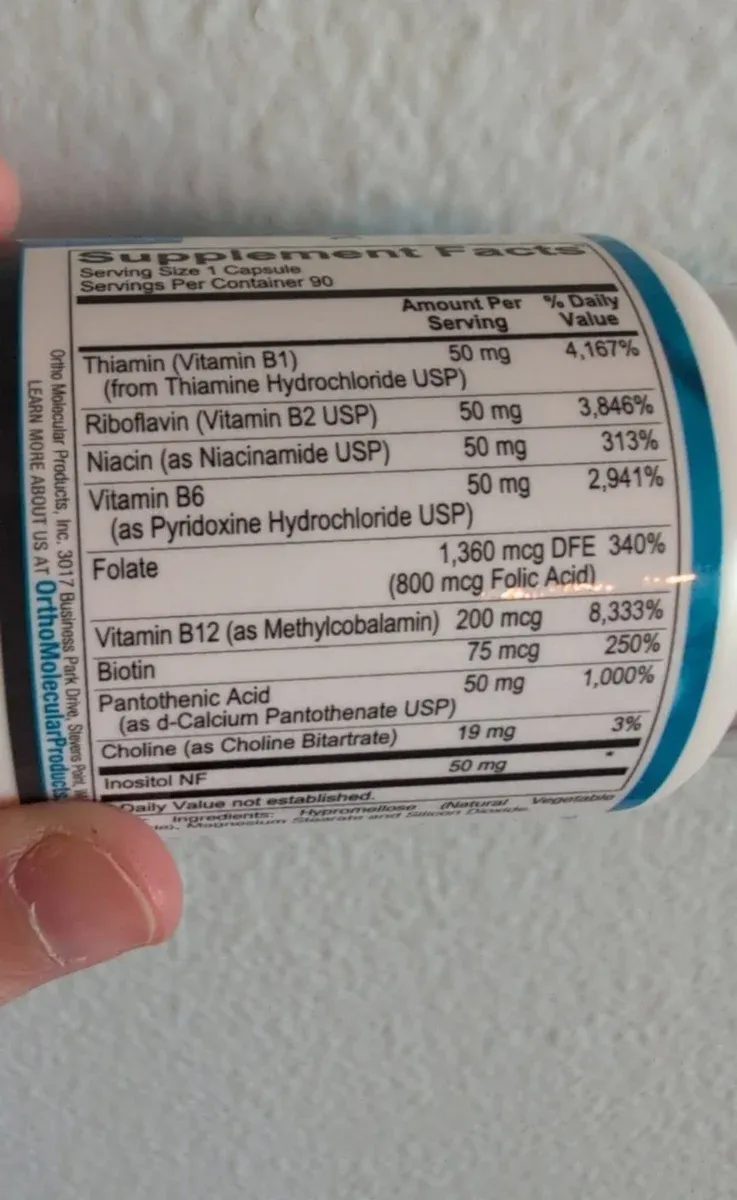 Supplement Facts
Serving Size 1 Capsule
Servings Per Container 90
Amount Per Serving % Daily Value
Thiamin (Vitamin B1) 50 mg 4,167%
(from Thiamine Hydrochloride USP)
Riboflavin (Vitamin B2 USP) 50 mg 3,846%
Niacin (as Niacinamide USP) 50 mg 313%
Vitamin B6 50 mg 2,941%
(as Pyridoxine Hydrochloride USP)
Folate 1,360 mcg DFE 340%
(800 mcg Folic Acid)
Vitamin B12 (as Methylcobalamin) 200 mcg 8,333%
Biotin 75 mcg 250%
Pantothenic Acid 50 mg 1,000%
(as d-Calcium Pantothenate USP)
Choline (as Choline Bitartrate) 19 mg 3%
Inositol NF 50 mg *
Daily Value not established.
Ingredients: Hypromellose (Natural Vegetable
Magnesium Stearate and Silicon Dioxide
Ortho Molecular Products, Inc. 3017 Business Park Drive, Stevens Point,
LEARN MORE ABOUT US AT OrthoMolecularProducts